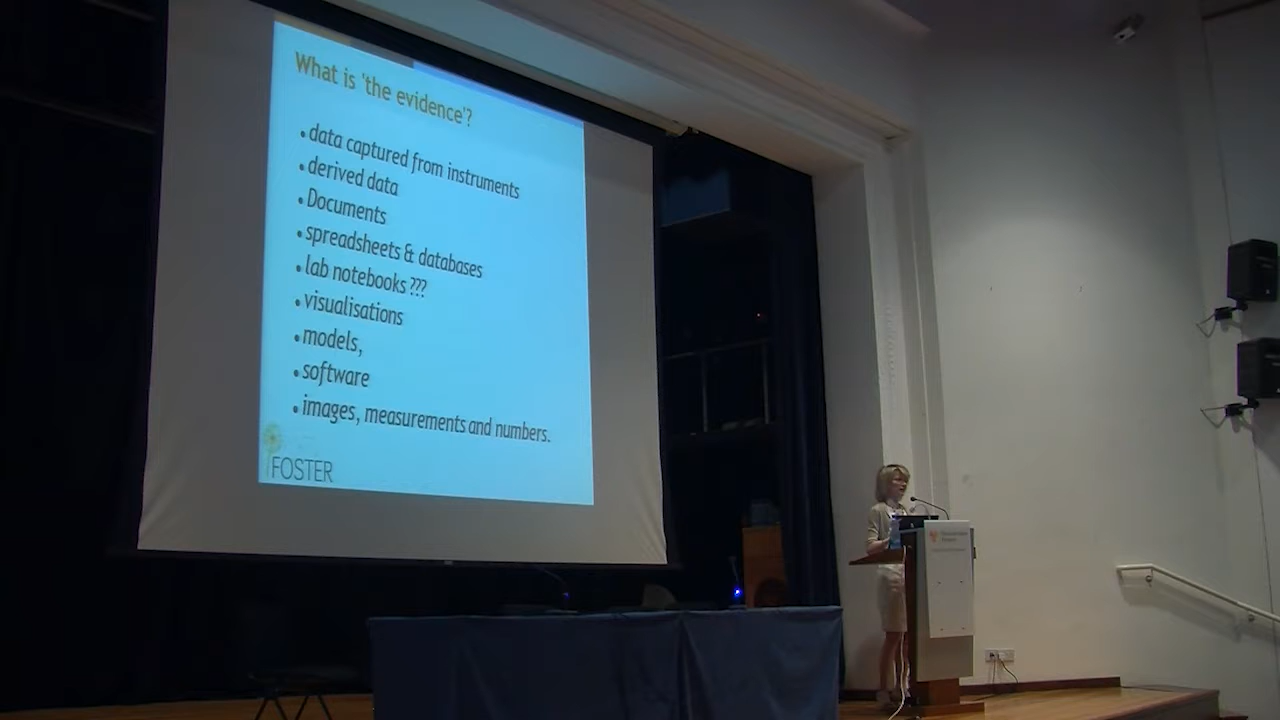 What is 'the evidence'?
• data captured from instruments
• derived data
• Documents
• spreadsheets & databases
• lab notebooks ???
• visualisations
• models,
• software
• images, measurements and numbers.
FOSTER